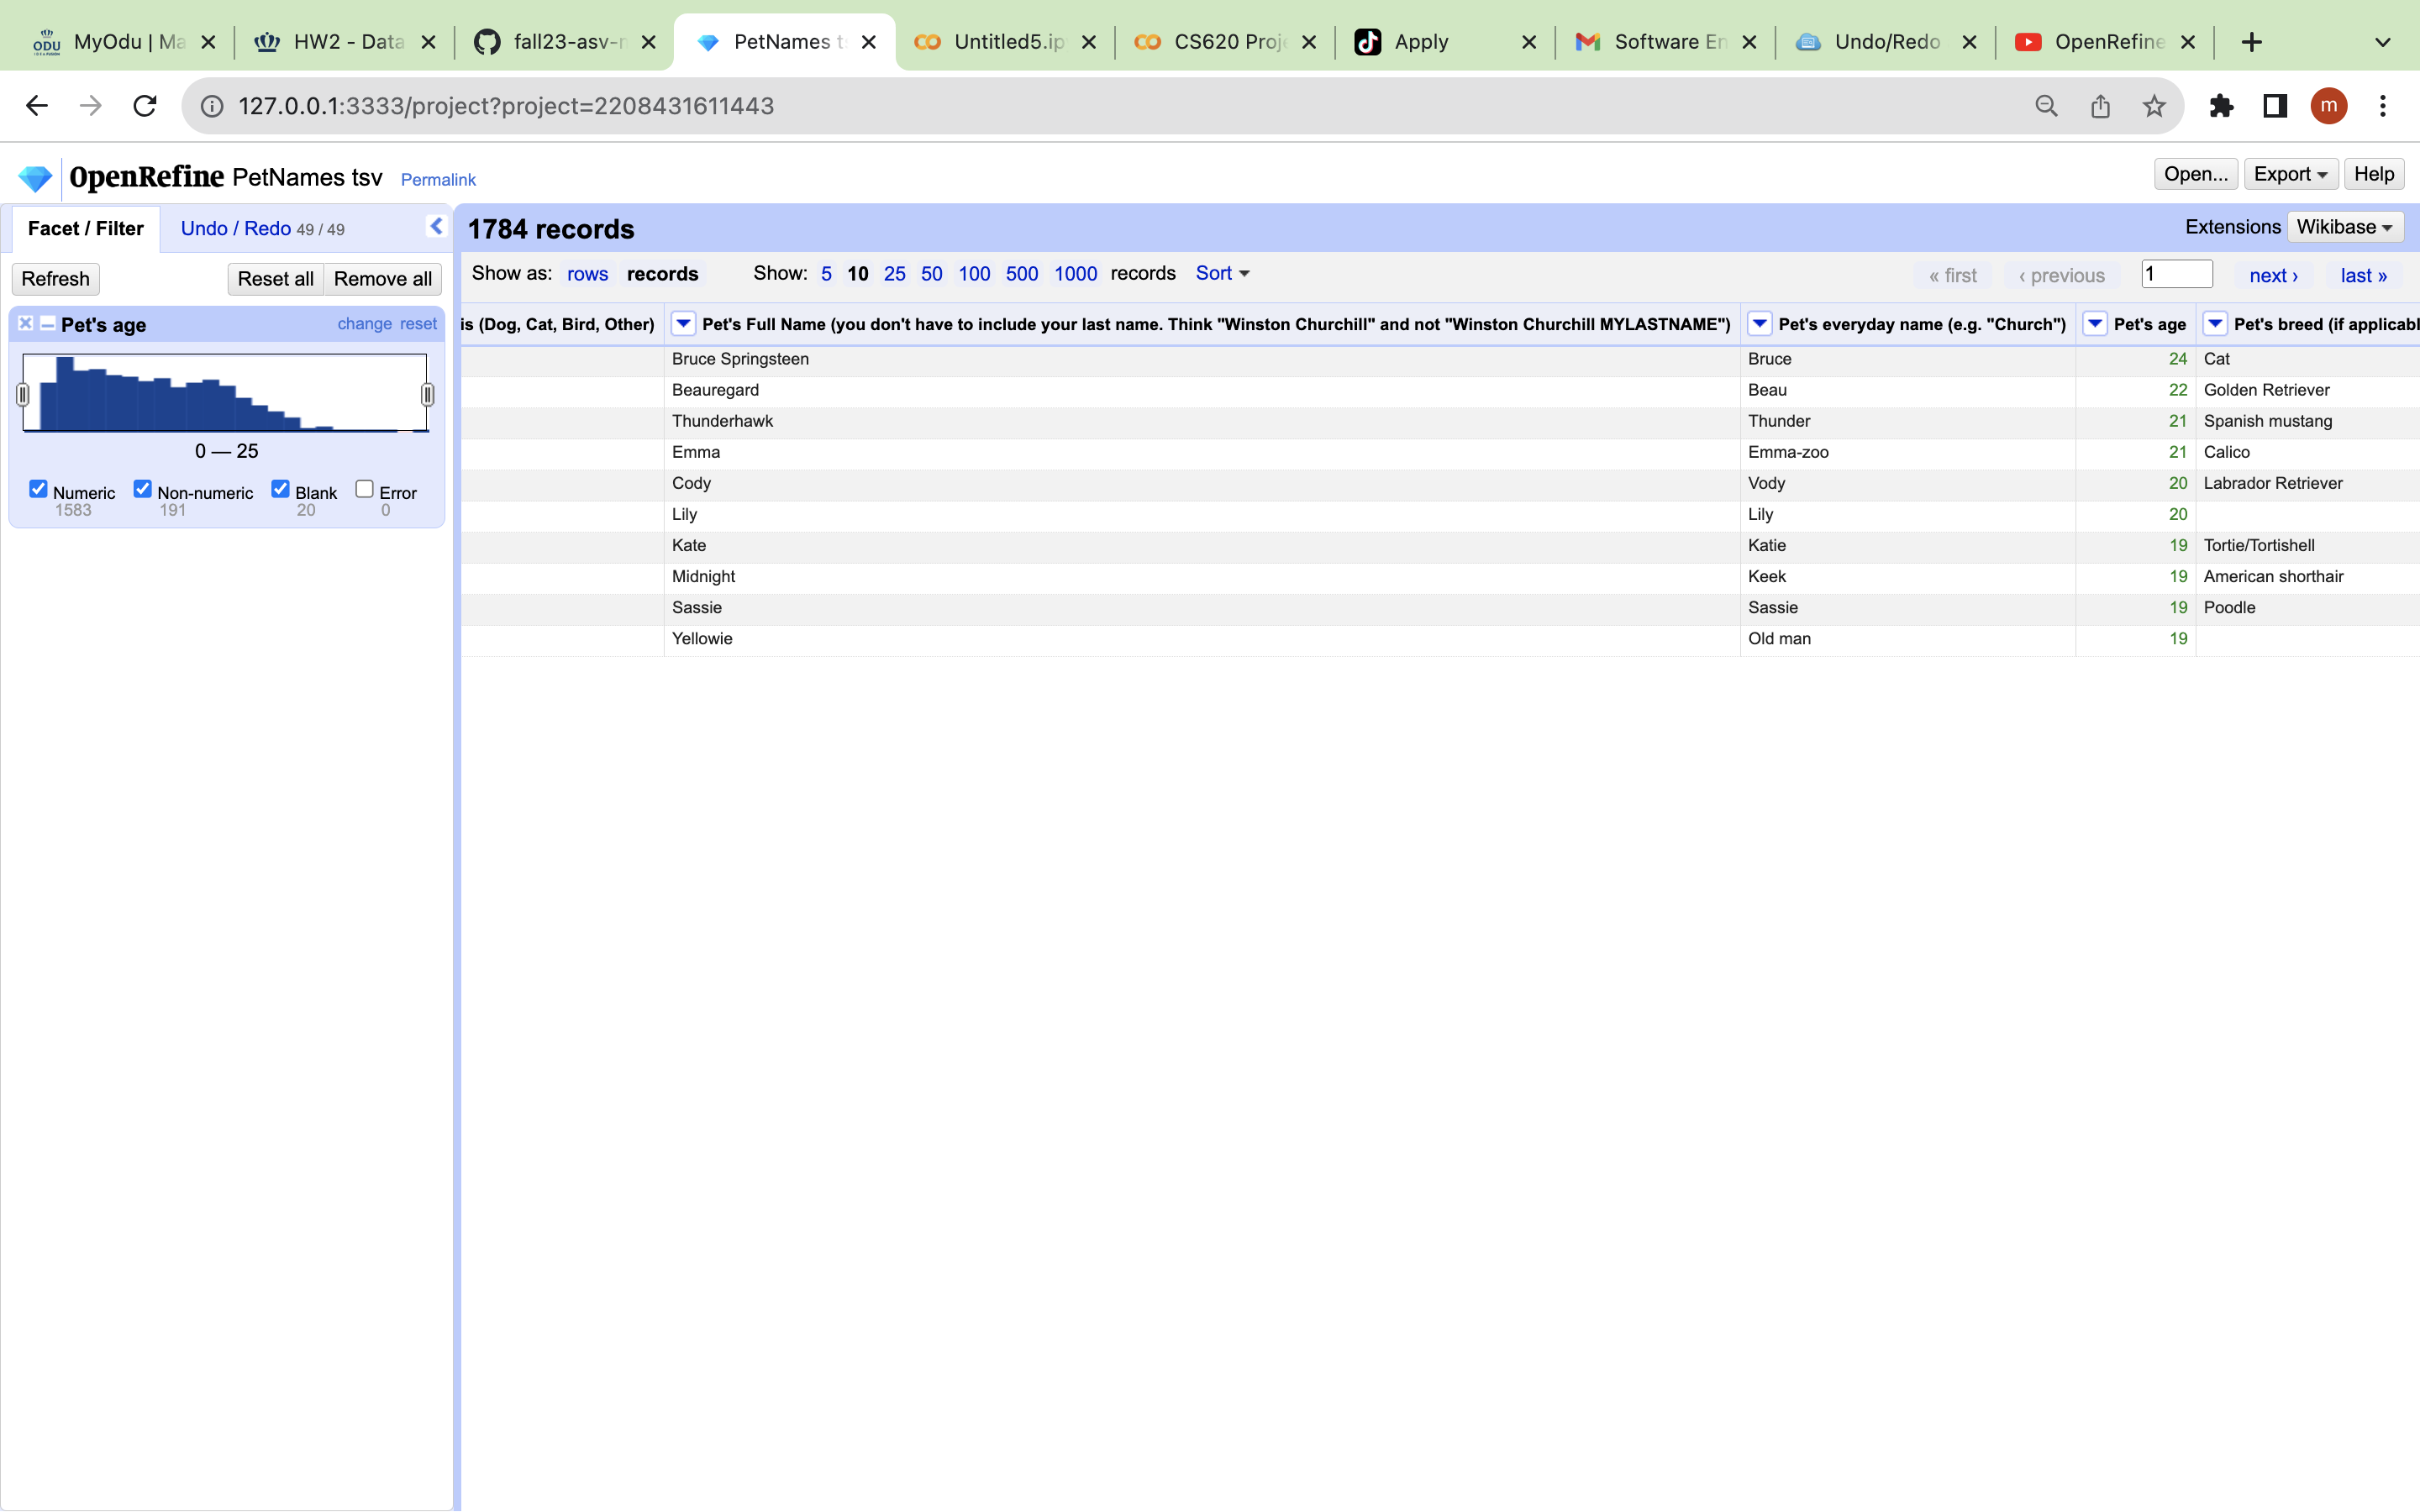 ODU MyOdu | Ma HW2 - Data fall23-asv-r PetNames t Untitled5.ip CS620 Proj Apply Software En Undo/Redo OpenRefine
127.0.0.1:3333/project?project=2208431611443 m
OpenRefine PetNames tsv Permalink Open... Export Help
Facet / Filter Undo / Redo 49 / 49 1784 records Extensions Wikibase
Refresh Reset all Remove all Show as: rows records Show: 5 10 25 50 100 500 1000 records Sort « first ‹ previous 1 next › last »
Pet's age change reset is (Dog, Cat, Bird, Other) Pet's Full Name (you don't have to include your last name. Think "Winston Churchill" and not "Winston Churchill MYLASTNAME") Pet's everyday name (e.g. "Church") Pet's age Pet's breed (if applicabl
Bruce Springsteen Bruce 24 Cat
Beauregard Beau 22 Golden Retriever
Thunderhawk Thunder 21 Spanish mustang
0 — 25 Emma Emma-zoo 21 Calico
Numeric Non-numeric Blank Error Cody Vody 20 Labrador Retriever
1583 191 20 0 Lily Lily 20
Kate Katie 19 Tortie/Tortishell
Midnight Keek 19 American shorthair
Sassie Sassie 19 Poodle
Yellowie Old man 19